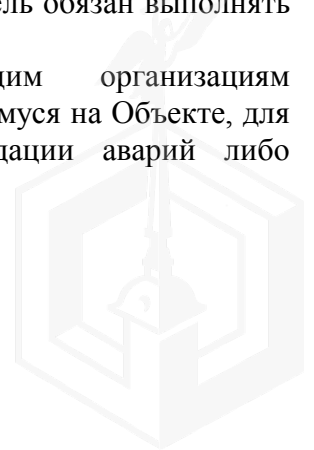 ель обязан выполнять
щим организациям
муся на Объекте, для
дации аварий либо